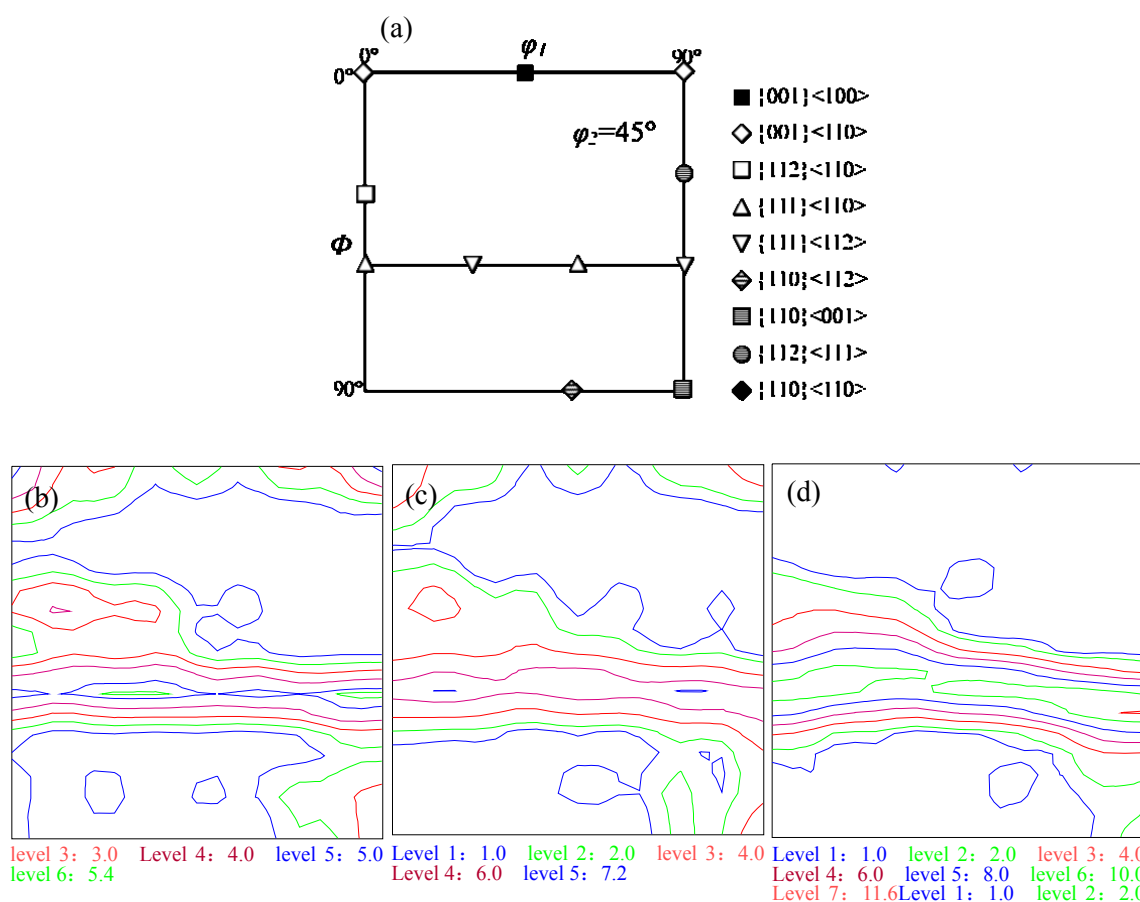 (a)
φ1
0°
90°
0°
{001}<100>
{001}<110>
φ2=45°
{112}<110>
{111}<110>
Φ
{111}<112>
{110}<112>
{110}<001>
{112}<111>
90°
{110}<110>
(b)
(c)
(d)
level 3: 3.0 Level 4: 4.0 level 5: 5.0
level 6: 5.4
Level 1: 1.0 level 2: 2.0 level 3: 4.0
Level 4: 6.0 level 5: 7.2
Level 1: 1.0 level 2: 2.0 level 3: 4.0
Level 4: 6.0 level 5: 8.0 level 6: 10.0
Level 7: 11.6Level 1: 1.0 level 2: 2.0